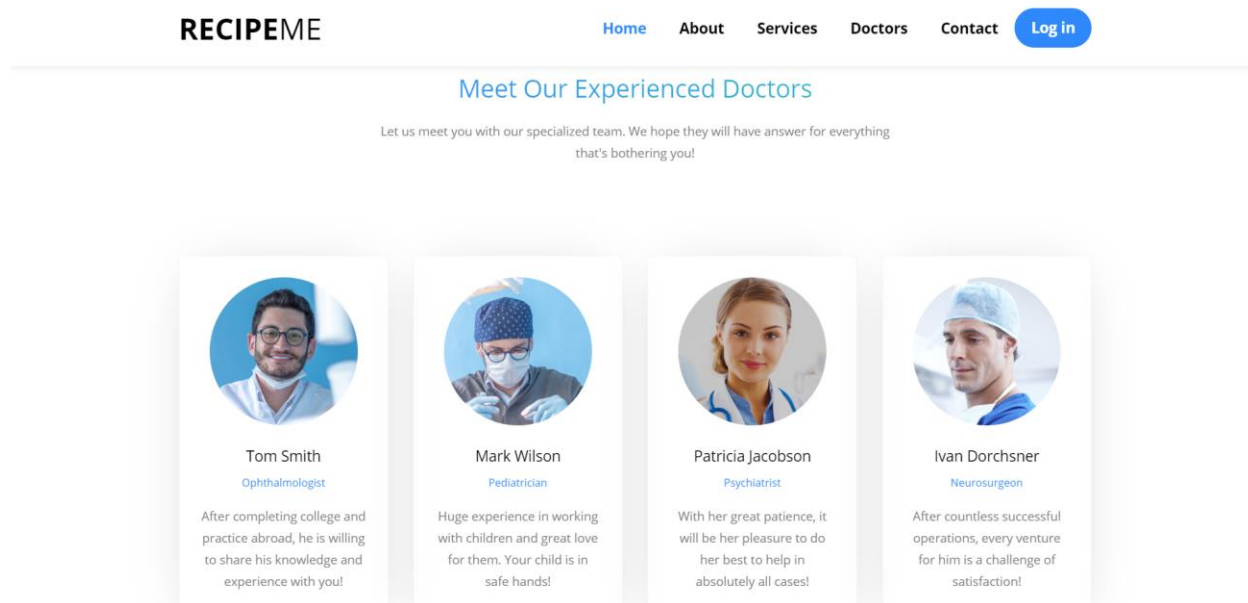 RECIPEME
Home About Services Doctors Contact Log in
Meet Our Experienced Doctors
Let us meet you with our specialized team. We hope they will have answer for everything
that's bothering you!
Tom Smith
Ophthalmologist
After completing college and
practice abroad, he is willing
to share his knowledge and
experience with you!
Mark Wilson
Pediatrician
Huge experience in working
with children and great love
for them. Your child is in
safe hands!
Patricia Jacobson
Psychiatrist
With her great patience, it
will be her pleasure to do
her best to help in
absolutely all cases!
Ivan Dorchsner
Neurosurgeon
After countless successful
operations, every venture
for him is a challenge of
satisfaction!